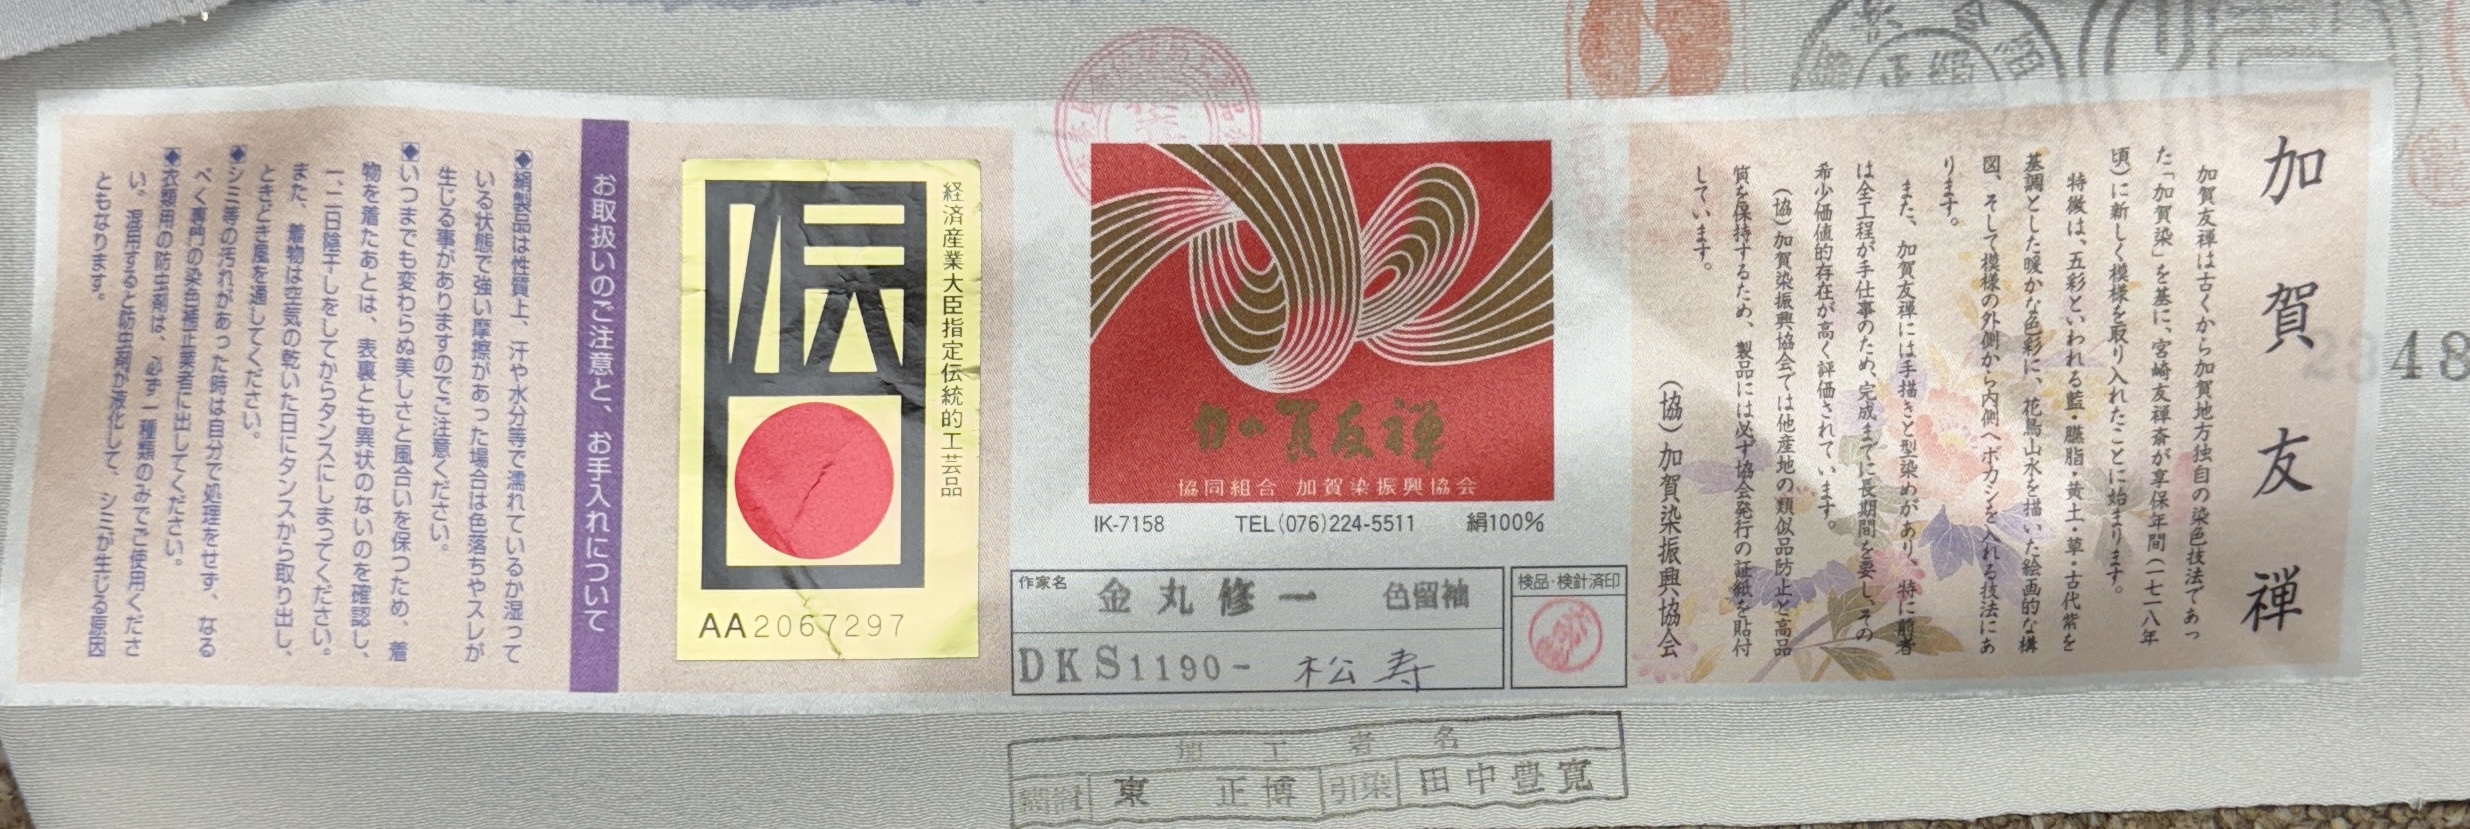 加賀友禅
加賀友禅は古くから加賀地方独自の染色技法であっ
た「加賀染」を基に、宮崎友禅斎が享保年間(一七一八年
頃)に新しく模様を取り入れたことに始まります。
特徴は、五彩といわれる藍・臙脂・黄土・草・古代紫を
基調とした暖かな色彩に、花鳥山水を描いた絵画的な構
図、そして模様の外側から内側へボカシを入れる技法にあ
ります。
また、加賀友禅には手描きと型染めがあり、特に前者
は全工程が手仕事のため、完成までに長期間を要し、その
希少価値的存在が高く評価されています。
(協)加賀染振興協会では他産地の類似品防止と高品
質を保持するため、製品には必ず協会発行の証紙を貼付
しています。
(協)加賀染振興協会
48
加賀友禅
協同組合 加賀染振興協会
IK-7158 TEL(076)224-5511 絹100%
作家名 金丸修一 色留袖
DKS1190- 松寿
検品・検針済印
経済産業大臣指定伝統的工芸品
伝
AA2067297
お取扱いのご注意と、お手入れについて
◆絹製品は性質上、汗や水分等で濡れているか湿って
いる状態で強い摩擦があった場合は色落ちやスレが
生じる事がありますのでご注意ください。
◆いつまでも変わらぬ美しさと風合いを保つため、着
物を着たあとは、表裏とも異状のないのを確認し、
一、二日陰干しをしてからタンスにしまってください。
また、着物は空気の乾いた日にタンスから取り出し、
ときどき風を通してください。
◆シミ等の汚れがあった時は自分で処理をせず、なる
べく専門の染色補正業者に出してください。
◆衣類用の防虫剤は、必ず一種類のみでご使用くださ
い。混用すると防虫剤が液化して、シミが生じる原因
ともなります。
加工者名
東 正博 引染 田中豊寛